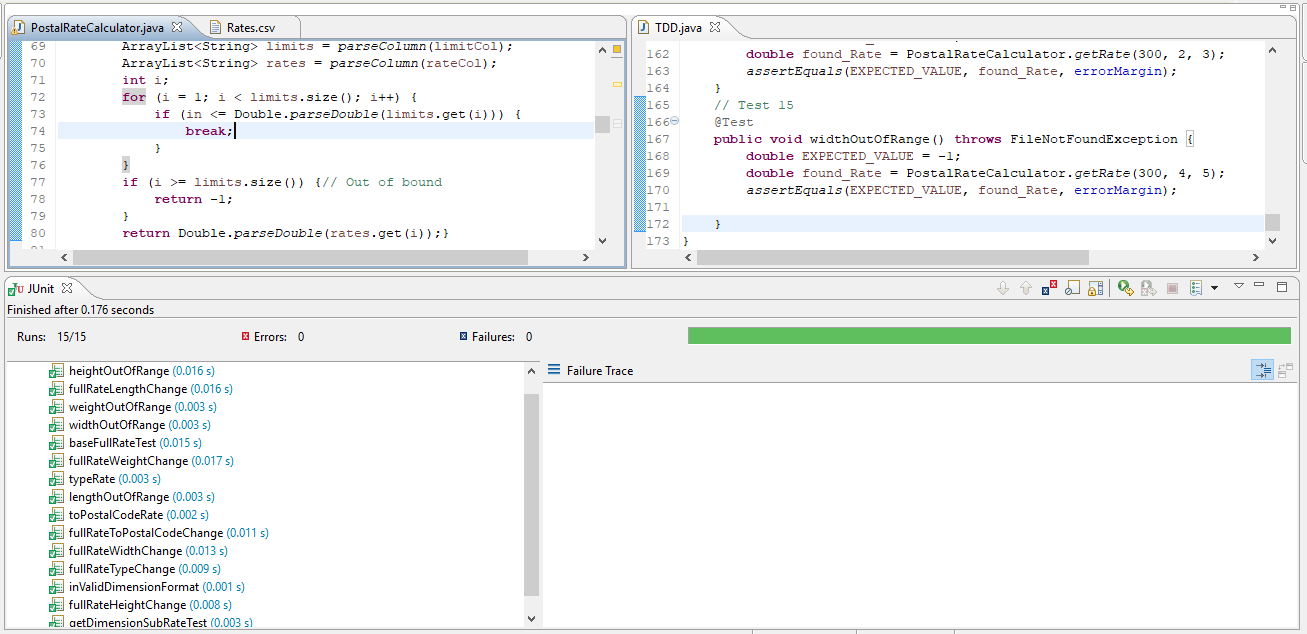 PostalRateCalculator.java
Rates.csv
69 ArrayList<String> limits = parseColumn(limitCol);
70 ArrayList<String> rates = parseColumn(rateCol);
71 int i;
72 for (i = 1; i < limits.size(); i++) {
73 if (in <= Double.parseDouble(limits.get(i))) {
74 break;
75 }
76 }
77 if (i >= limits.size()) {// Out of bound
78 return -1;
79 }
80 return Double.parseDouble(rates.get(i));}
TDD.java
162 double found_Rate = PostalRateCalculator.getRate(300, 2, 3);
163 assertEquals(EXPECTED_VALUE, found_Rate, errorMargin);
164 }
165 // Test 15
166 @Test
167 public void widthOutOfRange() throws FileNotFoundException {
168 double EXPECTED_VALUE = -1;
169 double found_Rate = PostalRateCalculator.getRate(300, 4, 5);
170 assertEquals(EXPECTED_VALUE, found_Rate, errorMargin);
171
172 }
173 }
JUnit
Finished after 0.176 seconds
Runs: 15/15 Errors: 0 Failures: 0
heightOutOfRange (0.016 s)
fullRateLengthChange (0.016 s)
weightOutOfRange (0.003 s)
widthOutOfRange (0.003 s)
baseFullRateTest (0.015 s)
fullRateWeightChange (0.017 s)
typeRate (0.003 s)
lengthOutOfRange (0.003 s)
toPostalCodeRate (0.002 s)
fullRateToPostalCodeChange (0.011 s)
fullRateWidthChange (0.013 s)
fullRateTypeChange (0.009 s)
inValidDimensionFormat (0.001 s)
fullRateHeightChange (0.008 s)
getDimensionSubRateTest (0.003 s)
Failure Trace